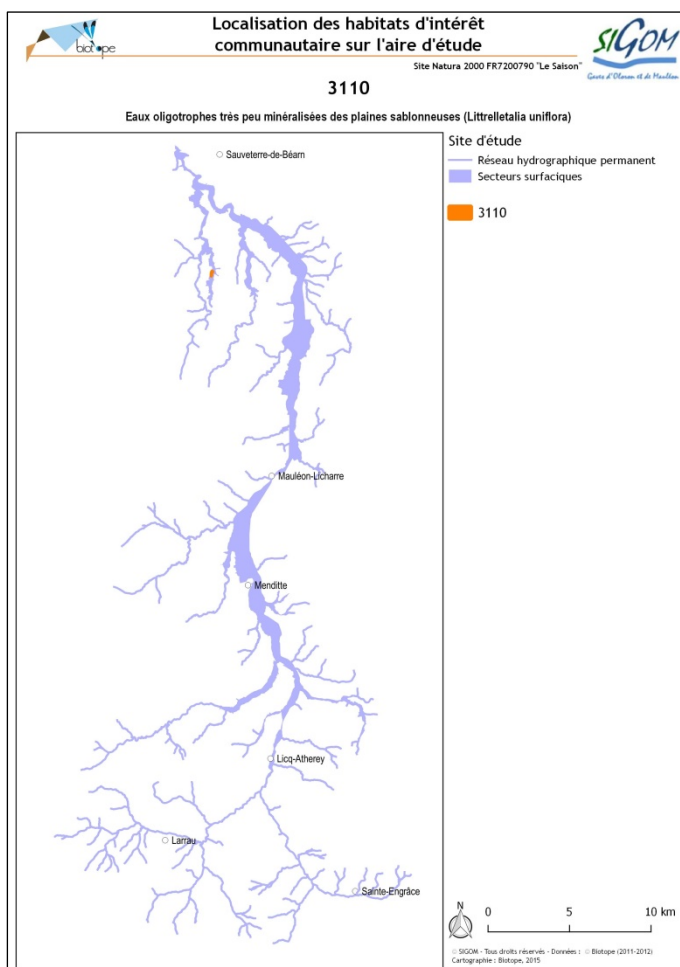 biotope
Localisation des habitats d'intérêt
communautaire sur l'aire d'étude
SIGOM
Gaves d'Oloron et de Mauléon
Site Natura 2000 FR7200790 "Le Saison"
3110
Eaux oligotrophes très peu minéralisées des plaines sablonneuses (Littrelletalia uniflora)
Site d'étude
Réseau hydrographique permanent
Secteurs surfaciques
3110
Sauveterre-de-Béarn
Mauléon-Licharre
Menditte
Licq-Atherey
Larrau
Sainte-Engrâce
N
0 5 10 km
© SIGOM - Tous droits réservés - Données : © Biotope (2011-2012)
Cartographie : Biotope, 2015